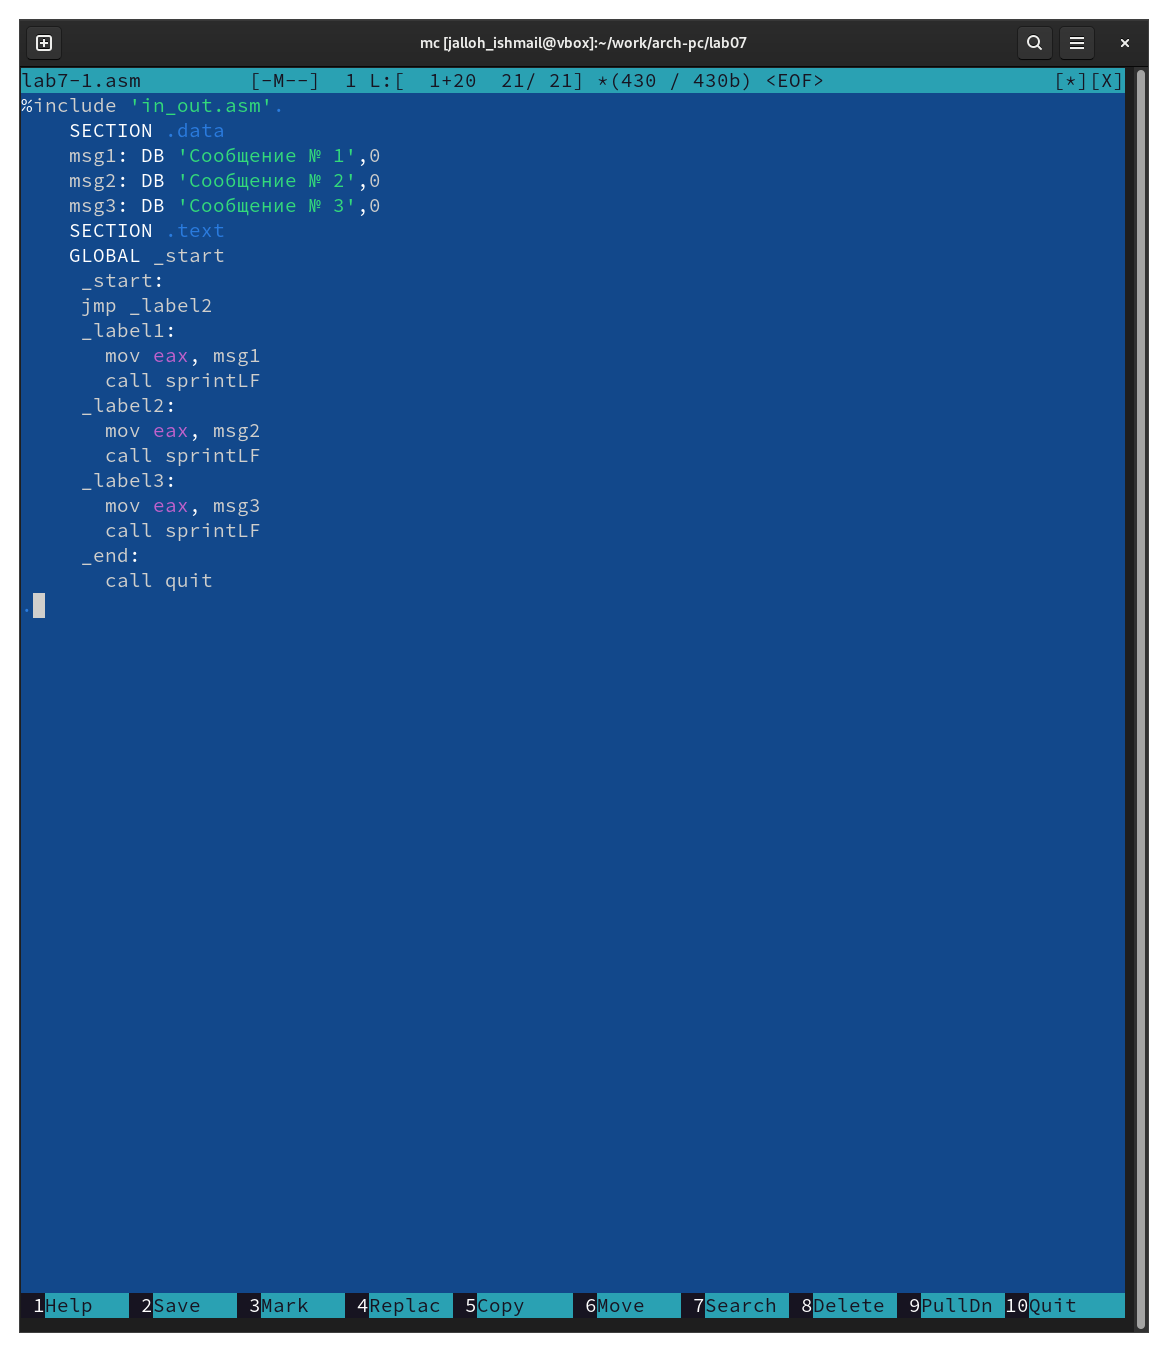 mc [jalloh_ishmail@vbox]:~/work/arch-pc/lab07
lab7-1.asm [-M--] 1 L:[ 1+20 21/ 21] *(430 / 430b) <EOF> [*][X]
%include 'in_out.asm'.
SECTION .data
msg1: DB 'Сообщение № 1',0
msg2: DB 'Сообщение № 2',0
msg3: DB 'Сообщение № 3',0
SECTION .text
GLOBAL _start
_start:
jmp _label2
_label1:
mov eax, msg1
call sprintLF
_label2:
mov eax, msg2
call sprintLF
_label3:
mov eax, msg3
call sprintLF
_end:
call quit
.
1Help 2Save 3Mark 4Replac 5Copy 6Move 7Search 8Delete 9PullDn 10Quit